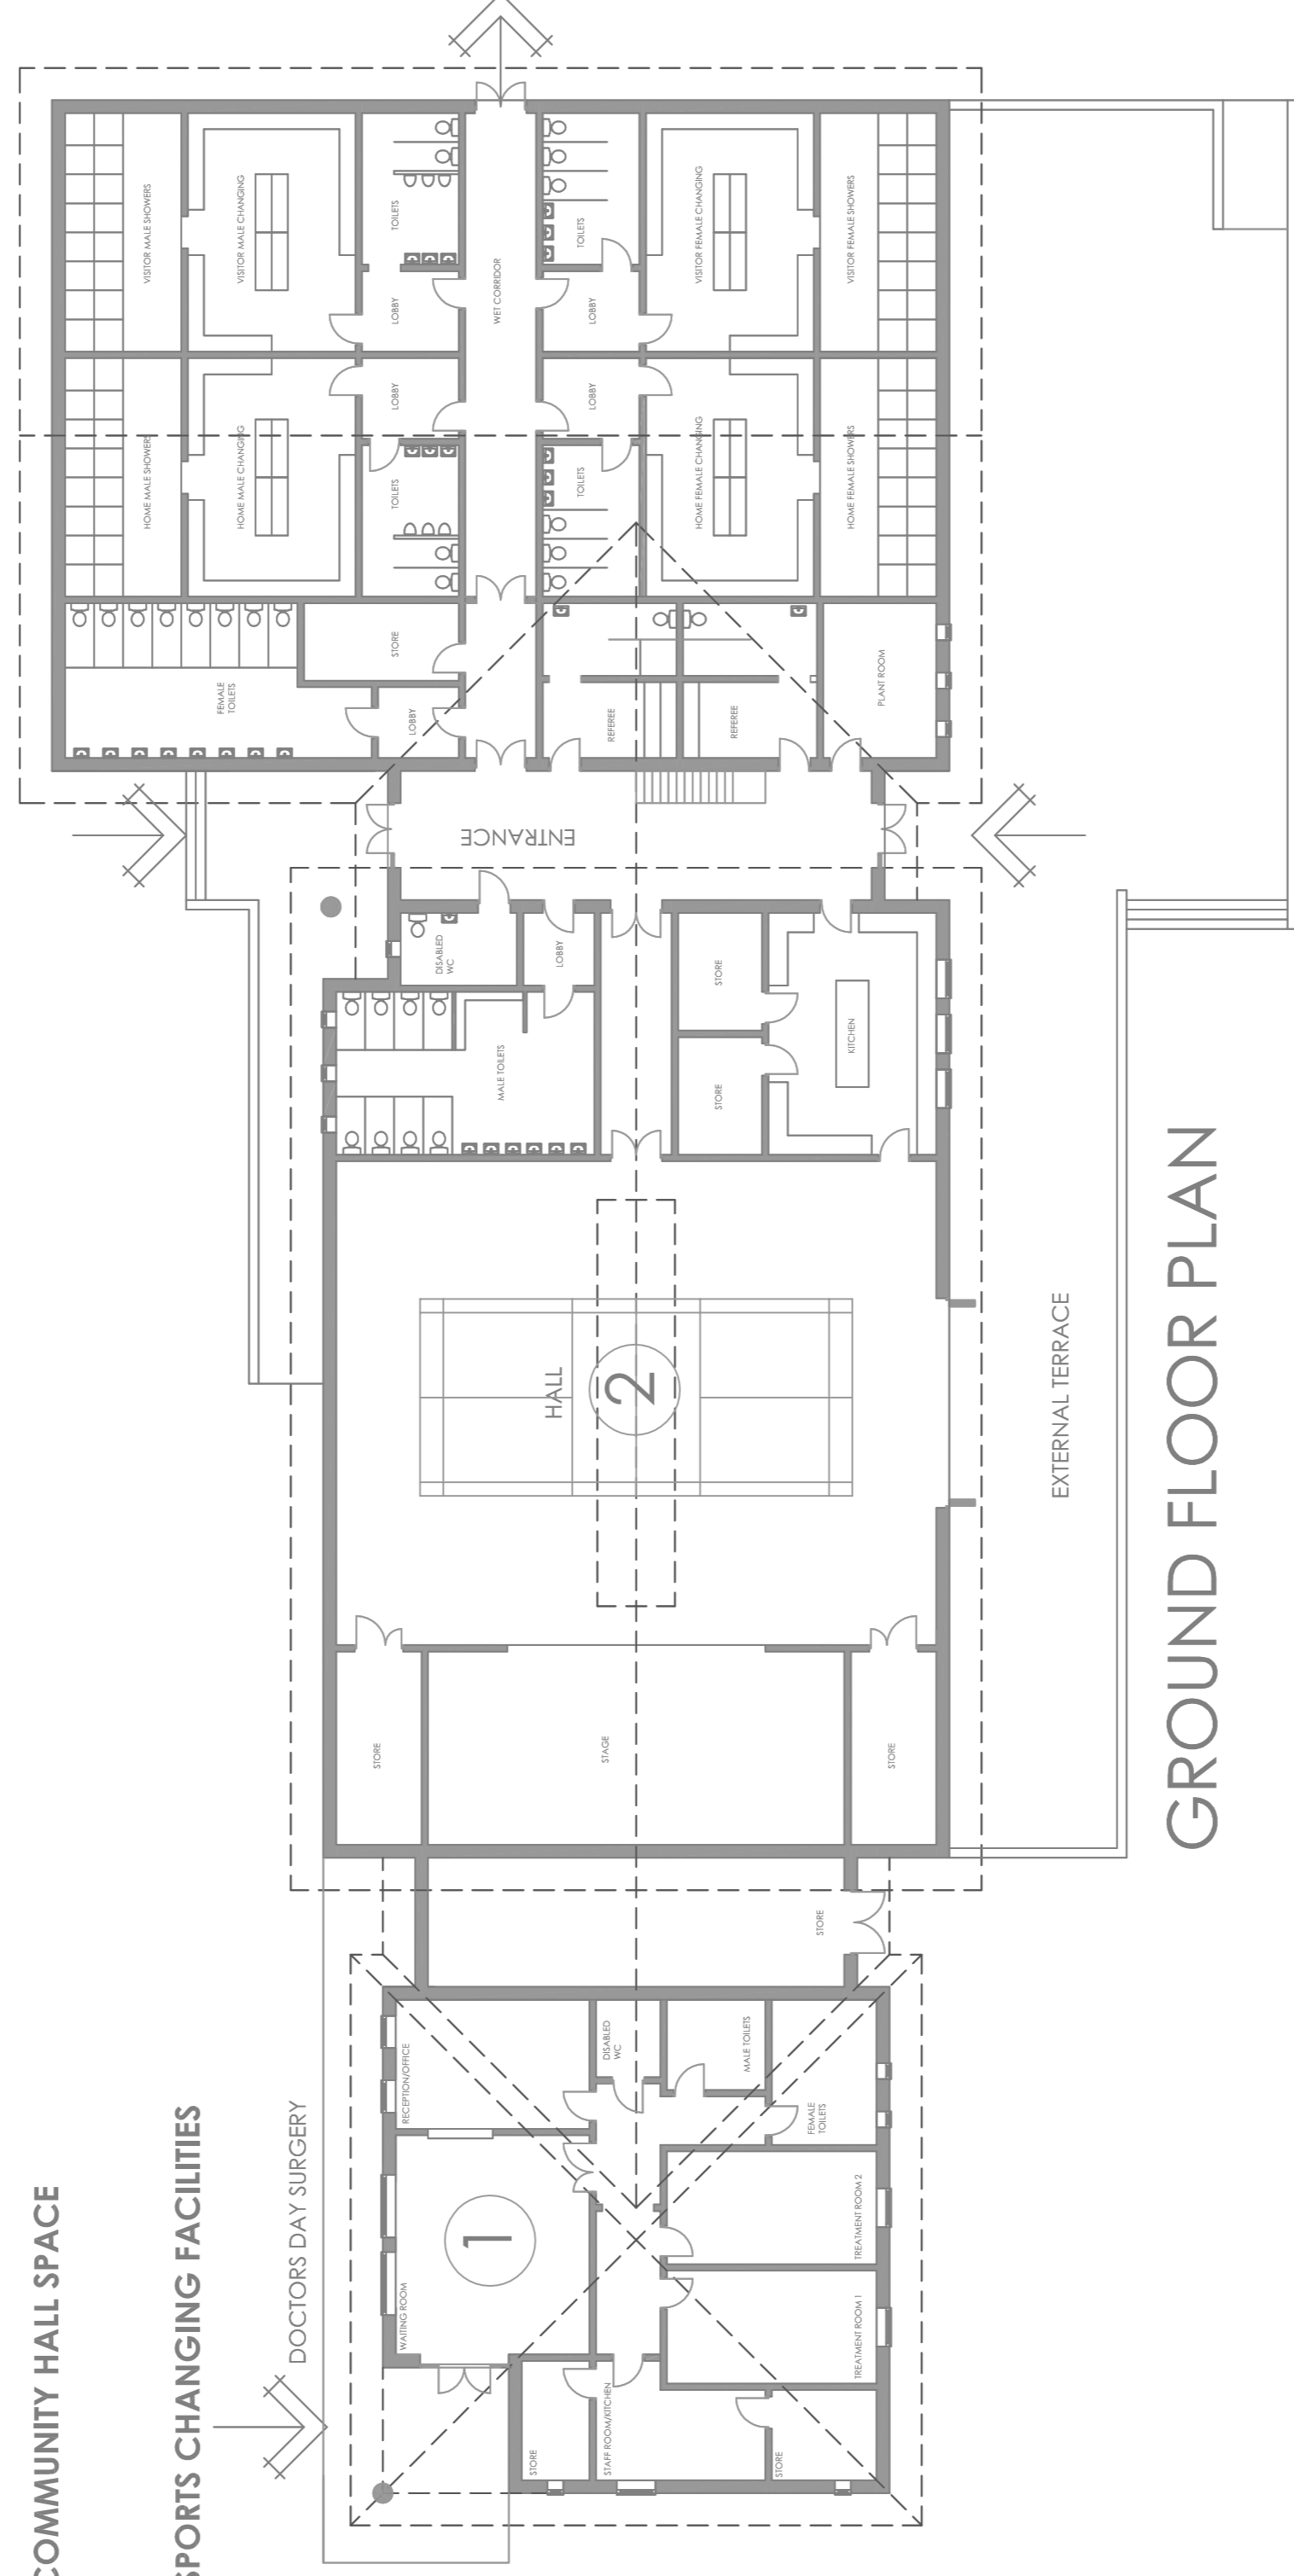 COMMUNITY HALL SPACE
SPORTS CHANGING FACILITIES
DOCTORS DAY SURGERY
WAITING ROOM
RECEPTION/OFFICE
1
STORE
STAFF ROOM/KITCHEN
STORE
DISABLED
WC
MALE TOILETS
FEMALE
TOILETS
TREATMENT ROOM 1
TREATMENT ROOM 2
STORE
STORE
STAGE
STORE
HALL
2
MALE TOILETS
DISABLED
WC
LOBBY
STORE
STORE
KITCHEN
ENTRANCE
FEMALE
TOILETS
LOBBY
STORE
REFEREE
REFEREE
PLANT ROOM
HOME MALE SHOWERS
VISITOR MALE SHOWERS
HOME MALE CHANGING
VISITOR MALE CHANGING
TOILETS
LOBBY
LOBBY
TOILETS
WET CORRIDOR
TOILETS
LOBBY
LOBBY
TOILETS
HOME FEMALE CHANGING
VISITOR FEMALE CHANGING
HOME FEMALE SHOWERS
VISITOR FEMALE SHOWERS
EXTERNAL TERRACE
GROUND FLOOR PLAN